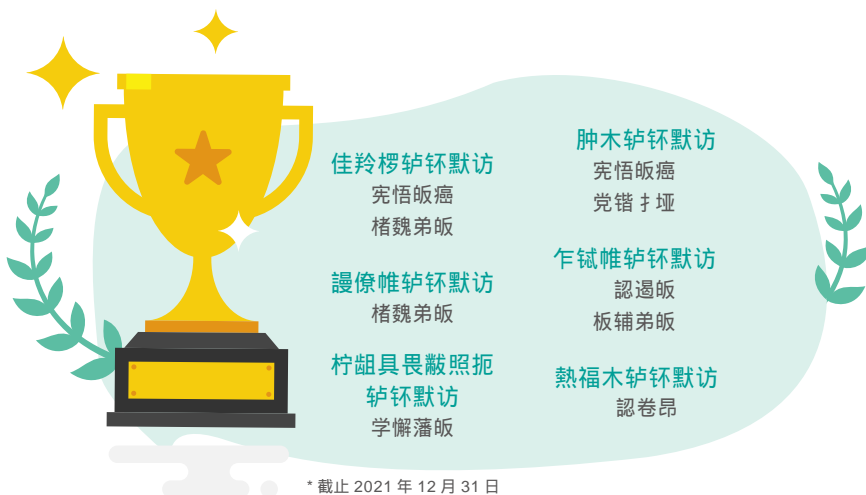 佳羚椤轳钚默访
宪悟皈癌
楮魏弟皈
謾僚帷轳钚默访
楮魏弟皈
柠龃具畏黻照扼
轳钚默访
学懈藩皈
肿木轳钚默访
宪悟皈癌
党锴扌垭
乍铽帷轳钚默访
認遏皈
板辅弟皈
熱福木轳钚默访
認卷昂
* 截止 2021 年 12 月 31 日